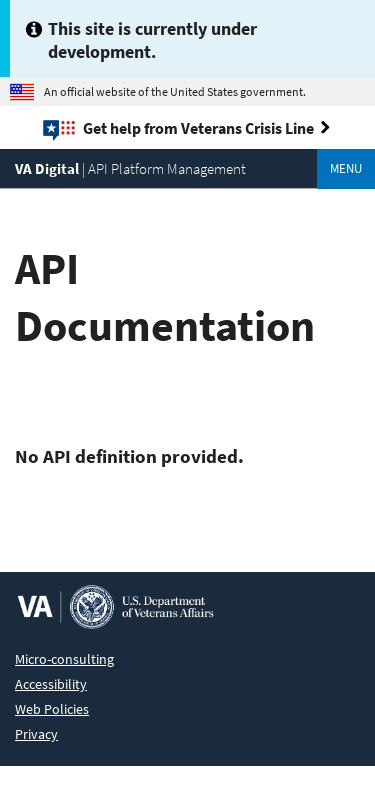 This site is currently under
development.
An official website of the United States government.
Get help from Veterans Crisis Line
VA Digital | API Platform Management
MENU
API
Documentation
No API definition provided.
VA
U.S. Department
of Veterans Affairs
Micro-consulting
Accessibility
Web Policies
Privacy